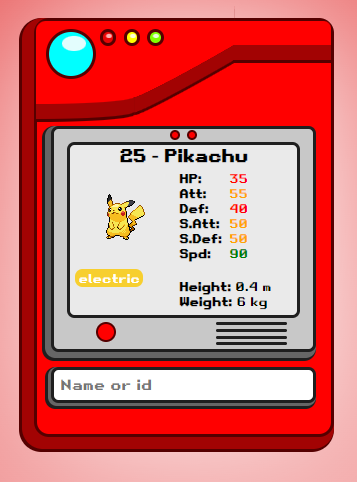 25 - Pikachu
HP: 35
Att: 55
Def: 40
S.Att: 50
S.Def: 50
Spd: 90
electric
Height: 0.4 m
Weight: 6 kg
Name or id